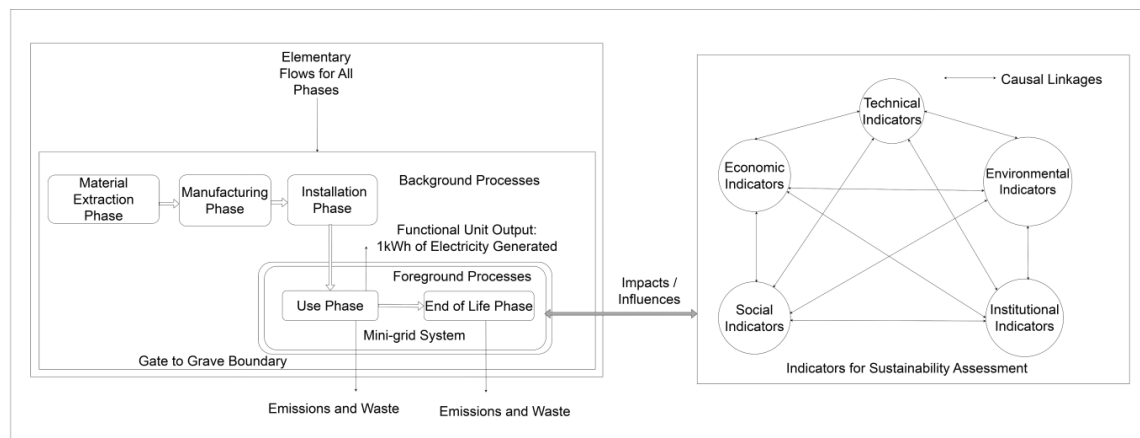 Elementary
Flows for All
Phases
Material
Extraction
Phase
Manufacturing
Phase
Installation
Phase
Background Processes
Functional Unit Output:
1kWh of Electricity Generated
Foreground Processes
Use Phase
End of Life Phase
Mini-grid System
Gate to Grave Boundary
Emissions and Waste
Emissions and Waste
Impacts /
Influences
Causal Linkages
Technical
Indicators
Economic
Indicators
Environmental
Indicators
Social
Indicators
Institutional
Indicators
Indicators for Sustainability Assessment